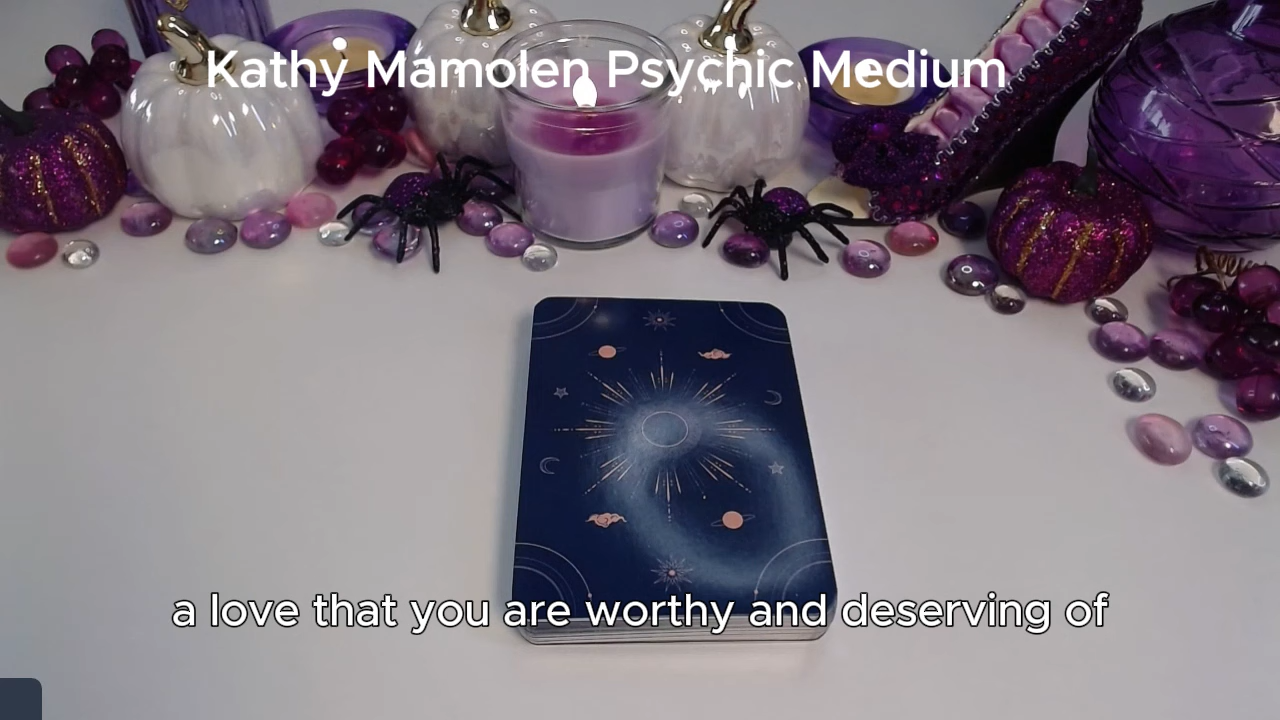 Kathy Mamolen Psychic Medium
a love that you are worthy and deserving of